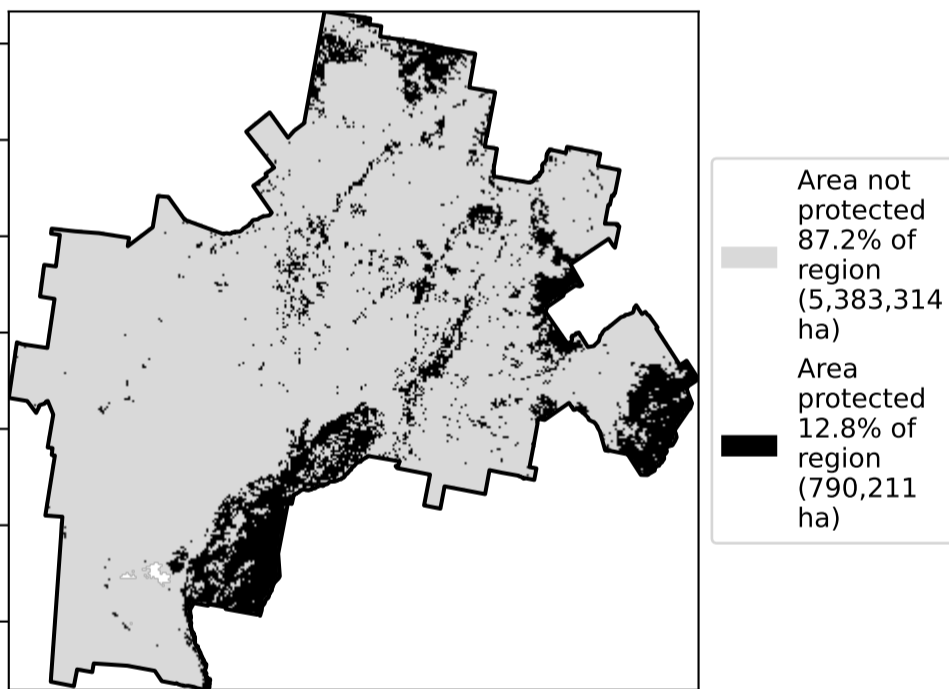 Area not
protected
87.2% of
region
(5,383,314
ha)
Area
protected
12.8% of
region
(790,211
ha)